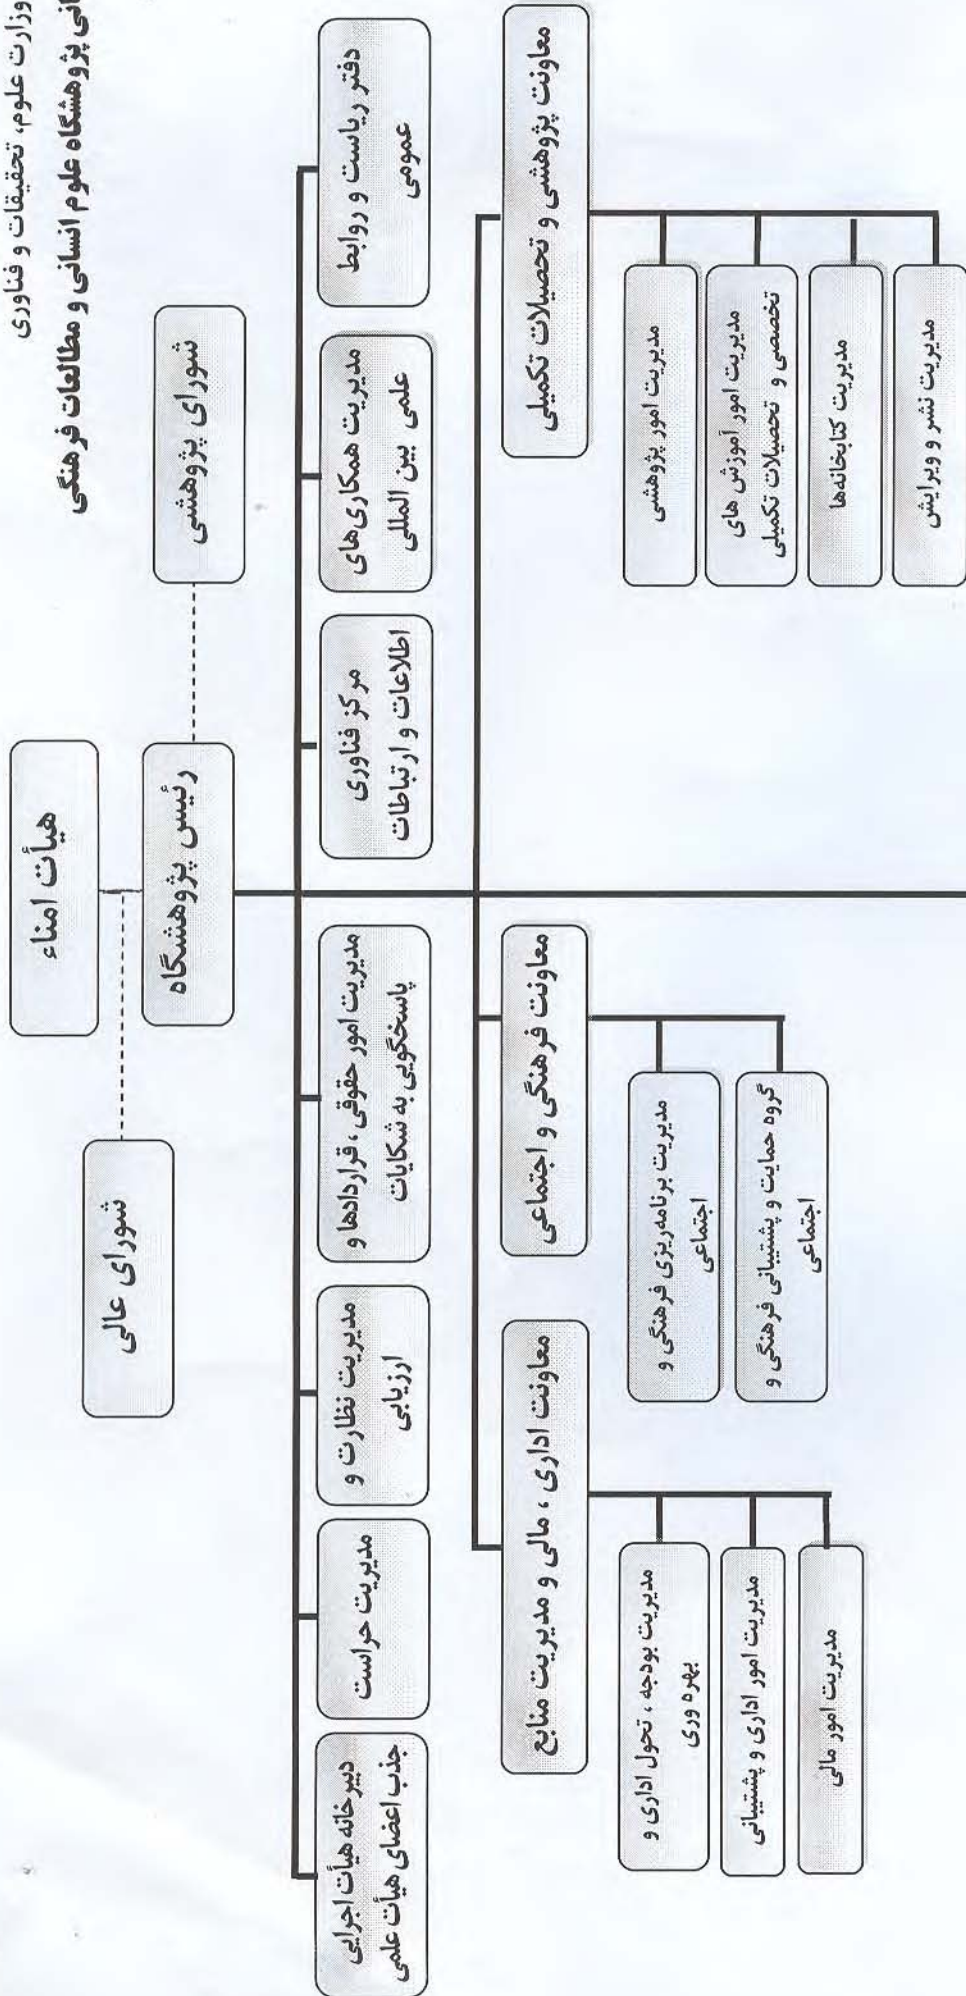 وزارت علوم، تحقیقات و فناوری
پژوهشگاه علوم انسانی و مطالعات فرهنگی
هیأت امناء
شورای عالی
رئیس پژوهشگاه
شورای پژوهشی
دفتر ریاست و روابط
عمومی
مدیریت همکاری‌های
علمی بین المللی
مرکز فناوری
اطلاعات و ارتباطات
مدیریت امور حقوقی، قراردادها و
پاسخگویی به شکایات
مدیریت نظارت و
ارزیابی
مدیریت حراست
دبیرخانه هیأت اجرایی
جذب اعضای هیأت علمی
معاونت پژوهشی و تحصیلات تکمیلی
معاونت فرهنگی و اجتماعی
معاونت اداری ، مالی و مدیریت منابع
مدیریت امور پژوهشی
مدیریت امور آموزش های
تخصصی و تحصیلات تکمیلی
مدیریت کتابخانه‌ها
مدیریت نشر و ویرایش
مدیریت برنامه‌ریزی فرهنگی و
اجتماعی
گروه حمایت و پشتیبانی فرهنگی و
اجتماعی
مدیریت بودجه ، تحول اداری و
بهره وری
مدیریت امور اداری و پشتیبانی
مدیریت امور مالی